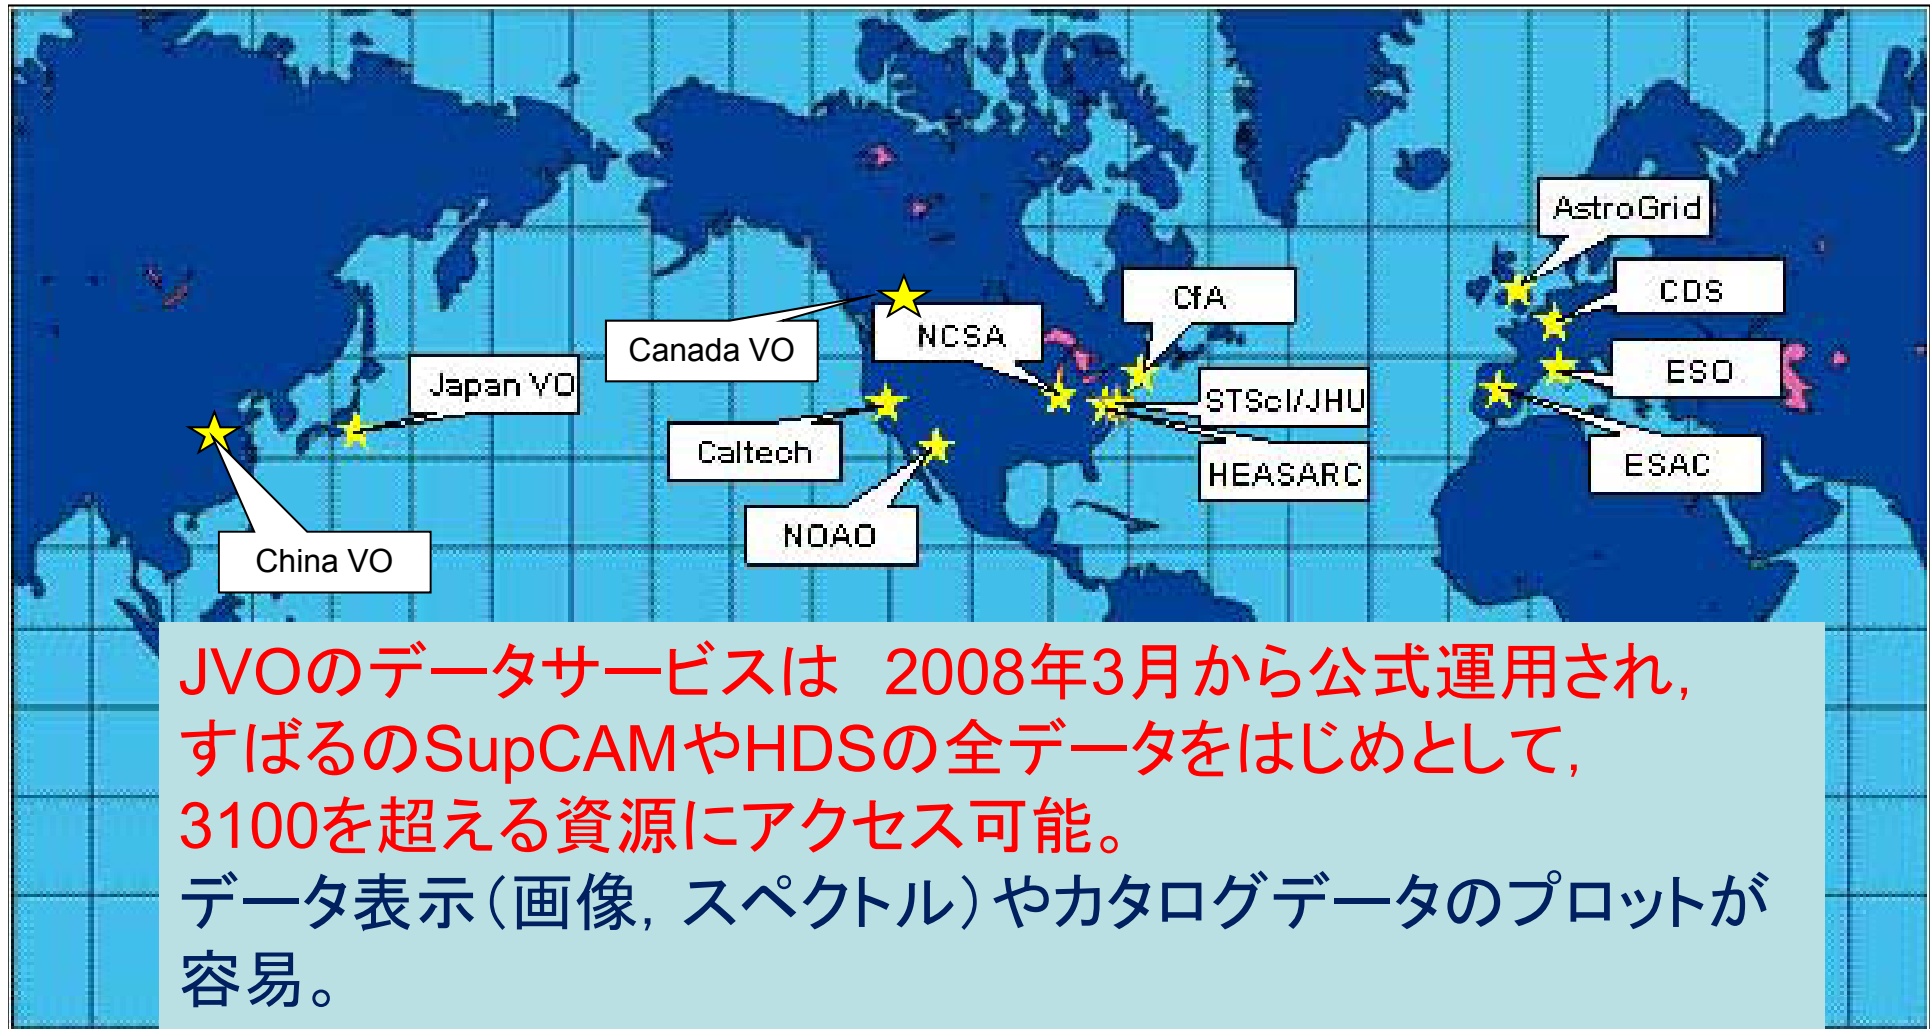 AstroGrid
CDS
CfA
NCSA
Canada VO
Japan VO
ESO
STScI/JHU
Caltech
HEASARC
ESAC
NOAO
China VO
JVOのデータサービスは　2008年3月から公式運用され,
すばるのSupCAMやHDSの全データをはじめとして,
3100を超える資源にアクセス可能。
データ表示（画像, スペクトル）やカタログデータのプロットが
容易。